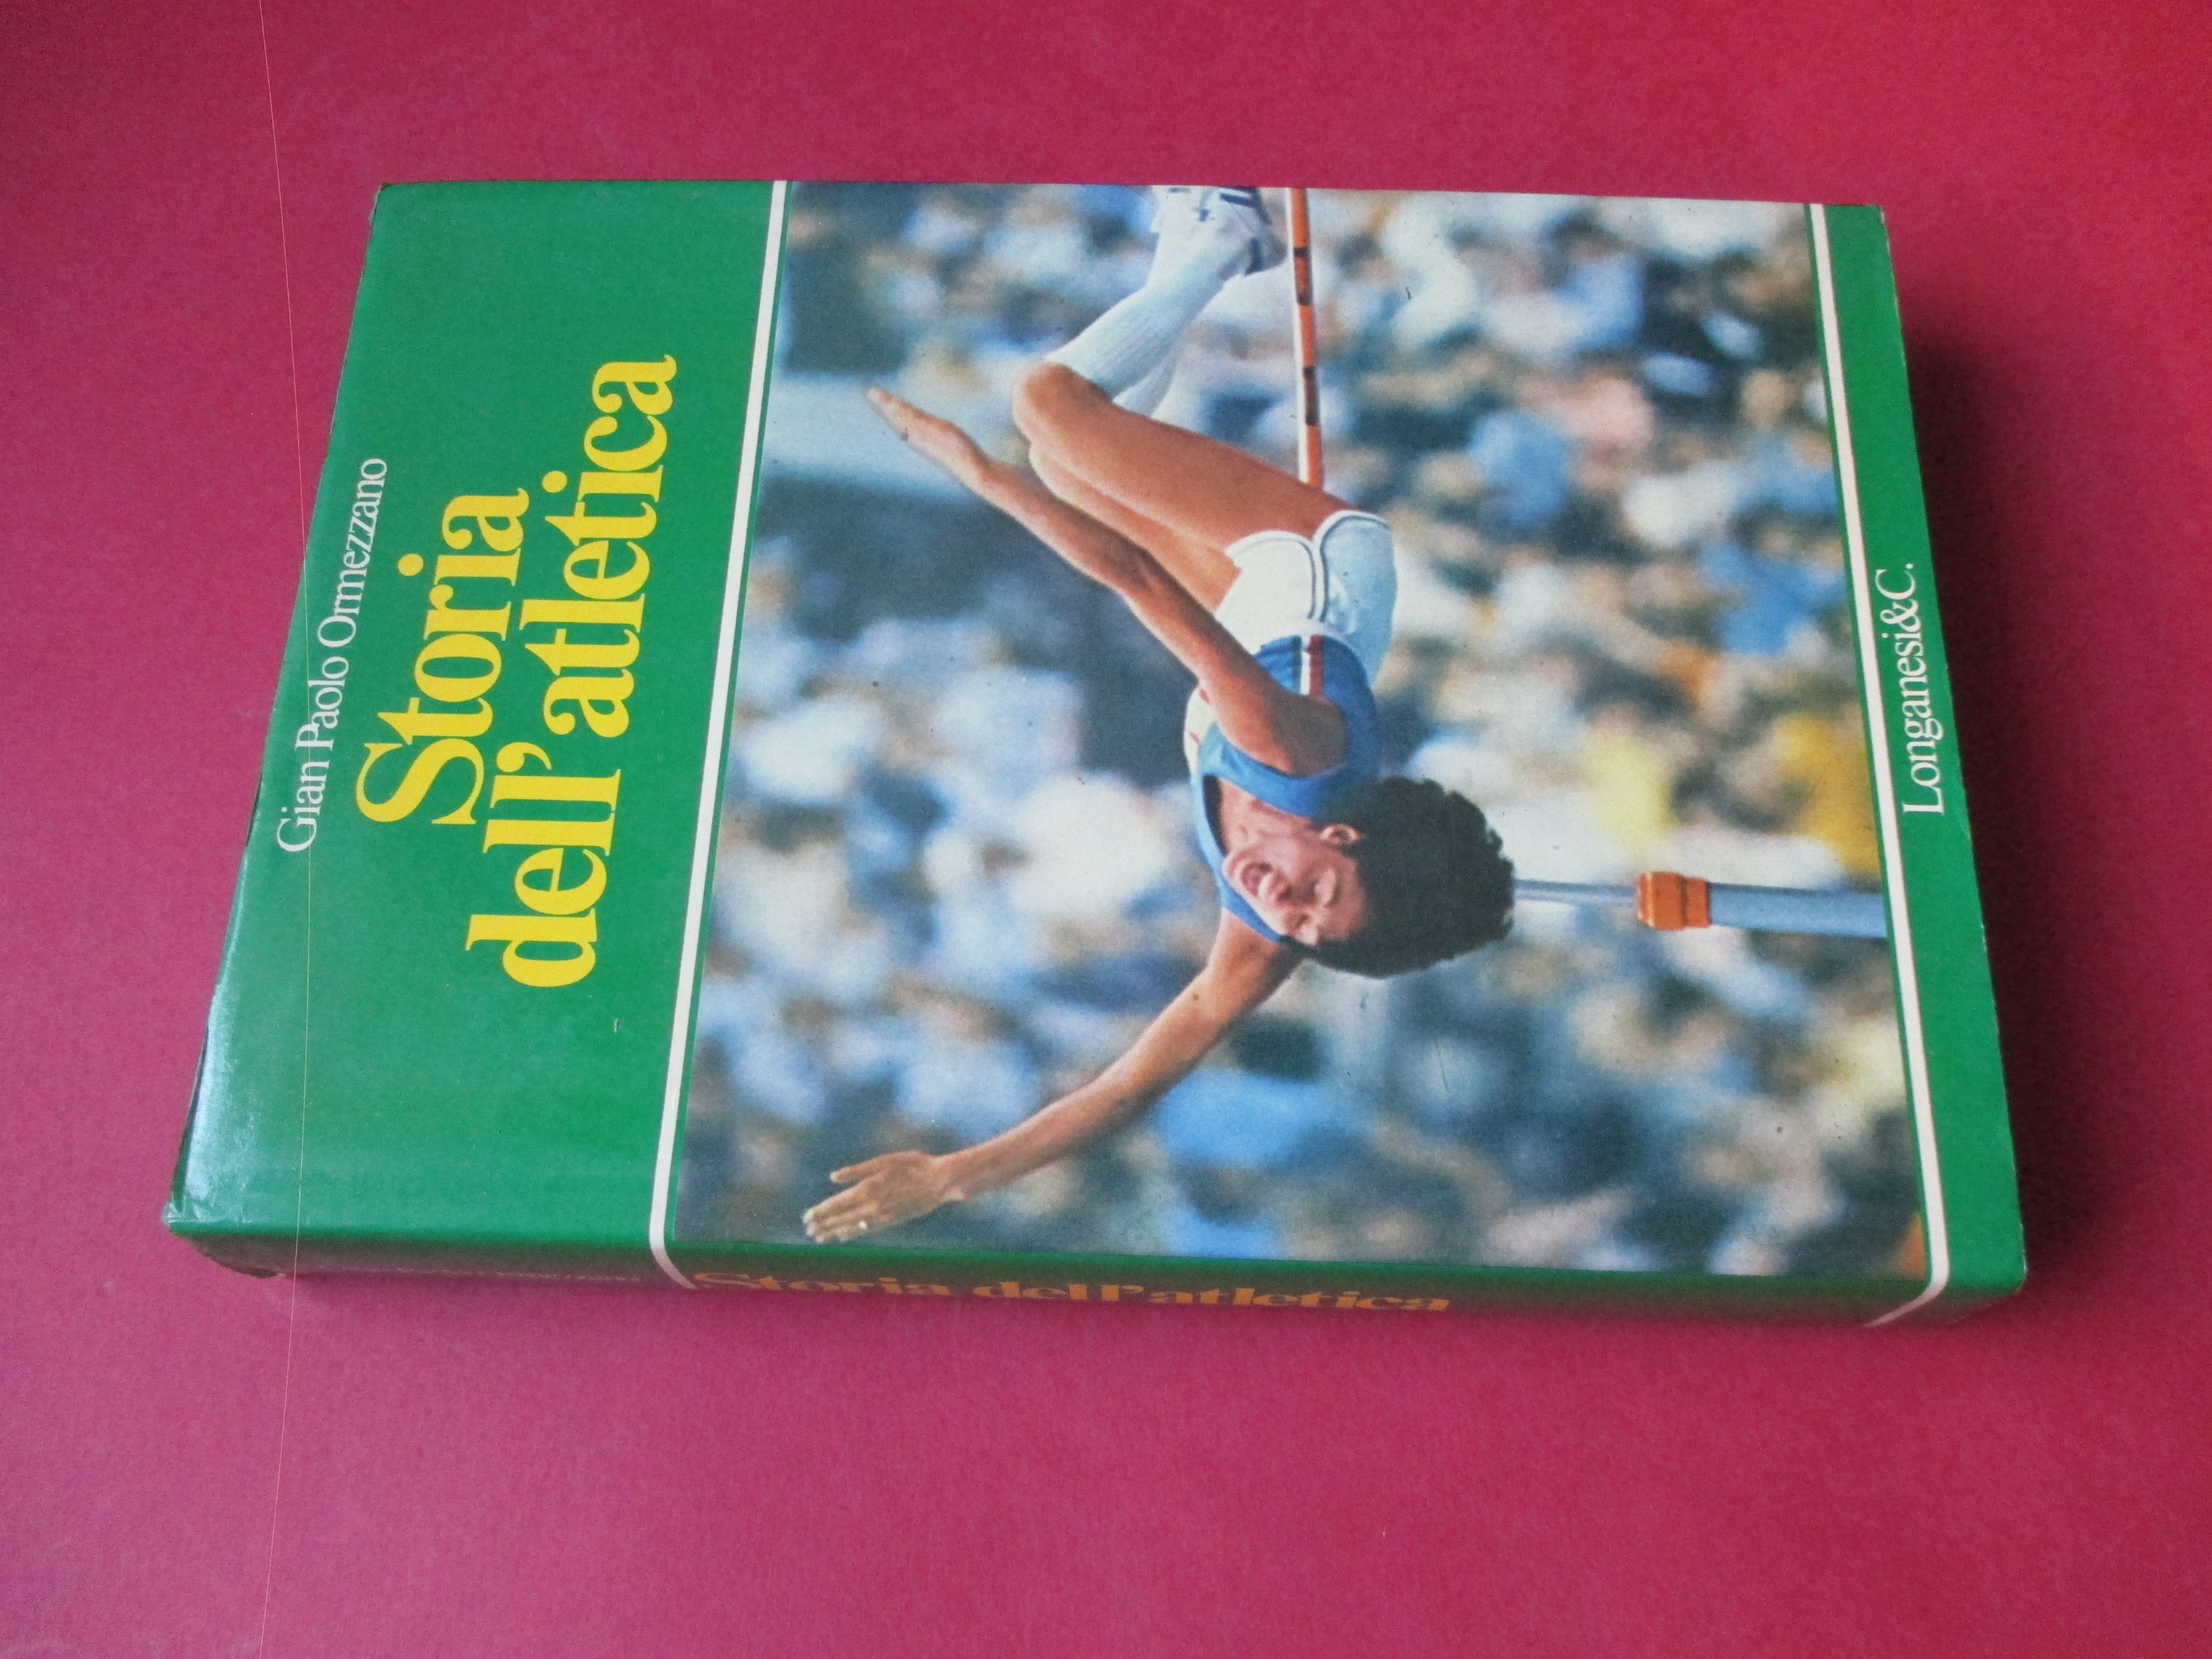 Gian Paolo Ormezzano
Storia
dell'atletica
Longanesi&C.
Storia dell'atletica